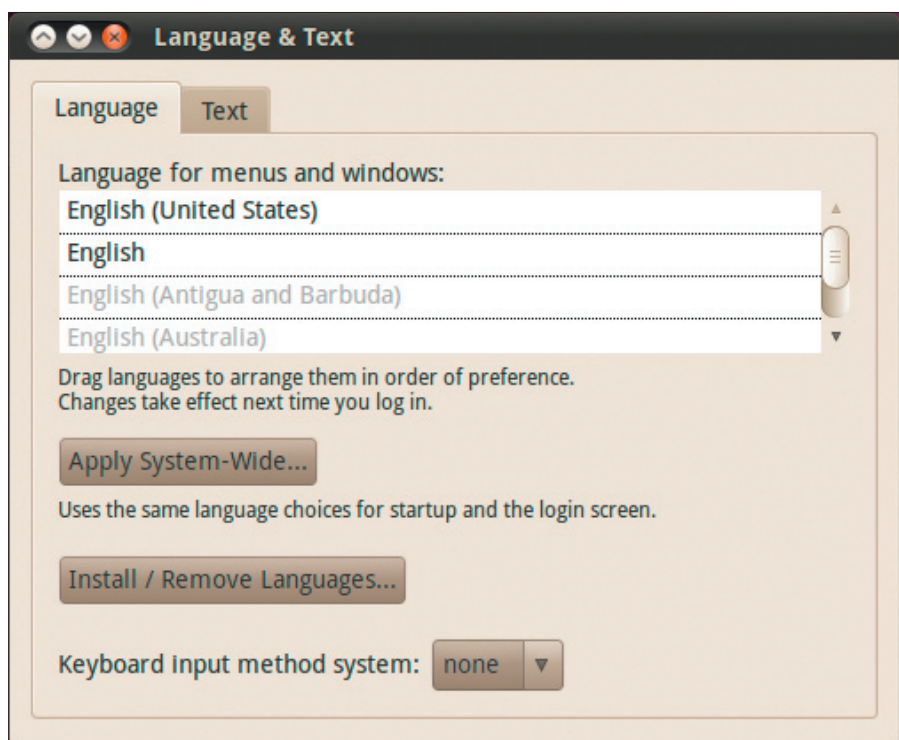 Language & Text
Language Text
Language for menus and windows:
English (United States)
English
English (Antigua and Barbuda)
English (Australia)
Drag languages to arrange them in order of preference.
Changes take effect next time you log in.
Apply System-Wide...
Uses the same language choices for startup and the login screen.
Install / Remove Languages...
Keyboard input method system: none